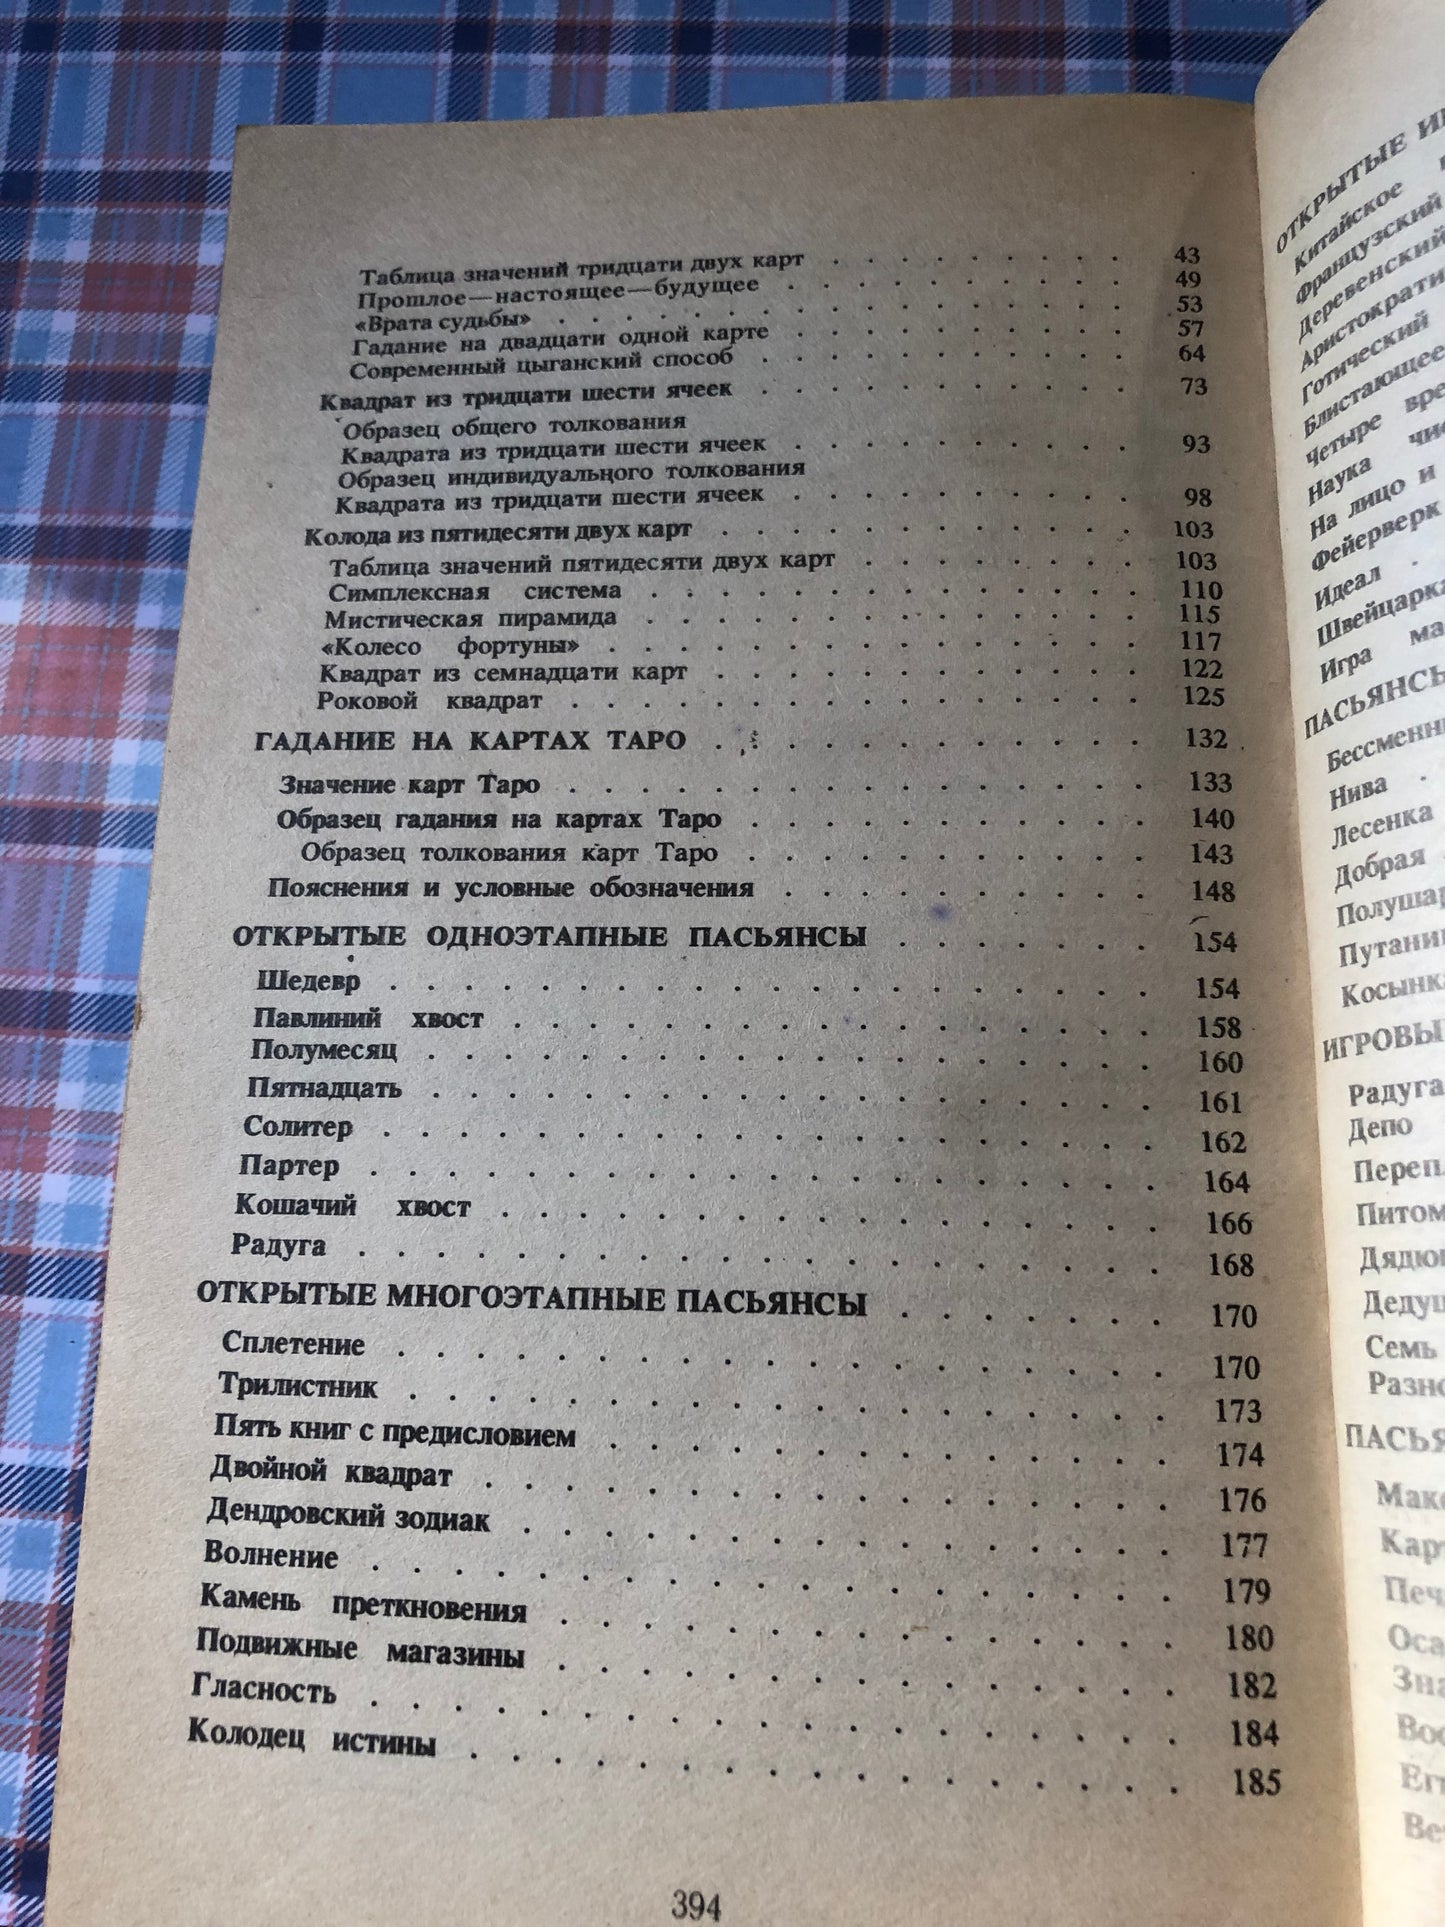 Таблица значений тридцати двух карт . . . . . . . . . 43
Прошлое—настоящее—будущее . . . . . . . . . . 49
«Врата судьбы» . . . . . . . . . . . . . . . 53
Гадание на двадцати одной карте . . . . . . . . . . 57
Современный цыганский способ . . . . . . . . . . . 64
Квадрат из тридцати шести ячеек . . . . . . . . . . . 73
Образец общего толкования
Квадрата из тридцати шести ячеек . . . . . . . . . . 93
Образец индивидуального толкования
Квадрата из тридцати шести ячеек . . . . . . . . . . 98
Колода из пятидесяти двух карт . . . . . . . . . . . . 103
Таблица значений пятидесяти двух карт . . . . . . . . 103
Симплексная система . . . . . . . . . . . . . . 110
Мистическая пирамида . . . . . . . . . . . . . . 115
«Колесо фортуны» . . . . . . . . . . . . . . . 117
Квадрат из семнадцати карт . . . . . . . . . . . . 122
Роковой квадрат . . . . . . . . . . . . . . . . 125
ГАДАНИЕ НА КАРТАХ ТАРО . . . . . . . . . . . . 132
Значение карт Таро . . . . . . . . . . . . . . . . 133
Образец гадания на картах Таро . . . . . . . . . . . 140
Образец толкования карт Таро . . . . . . . . . . . 143
Пояснения и условные обозначения . . . . . . . . . . 148
ОТКРЫТЫЕ ОДНОЭТАПНЫЕ ПАСЬЯНСЫ . . . . . . . 154
Шедевр . . . . . . . . . . . . . . . . . . . . 154
Павлиний хвост . . . . . . . . . . . . . . . . . 158
Полумесяц . . . . . . . . . . . . . . . . . . . 160
Пятнадцать . . . . . . . . . . . . . . . . . . . 161
Солитер . . . . . . . . . . . . . . . . . . . . 162
Партер . . . . . . . . . . . . . . . . . . . . . 164
Кошачий хвост . . . . . . . . . . . . . . . . . 166
Радуга . . . . . . . . . . . . . . . . . . . . . 168
ОТКРЫТЫЕ МНОГОЭТАПНЫЕ ПАСЬЯНСЫ . . . . . . . 170
Сплетение . . . . . . . . . . . . . . . . . . . 170
Трилистник . . . . . . . . . . . . . . . . . . . 173
Пять книг с предисловием . . . . . . . . . . . . . . 174
Двойной квадрат . . . . . . . . . . . . . . . . . 176
Дендровский зодиак . . . . . . . . . . . . . . . . 177
Волнение . . . . . . . . . . . . . . . . . . . . 179
Камень преткновения . . . . . . . . . . . . . . . 180
Подвижные магазины . . . . . . . . . . . . . . . 182
Гласность . . . . . . . . . . . . . . . . . . . . 184
Колодец истины . . . . . . . . . . . . . . . . . 185
394
ОТКРЫТЫЕ
Китайское
Французский
Деревенский
Готический
Блистающее
Четыре
Наука
На лицо и
Фейерверк
Идеал .
Швейцарка
Игра
ПАСЬЯНСЫ
Нива .
Лесенка
Добрая
Радуга
Депо
Семь